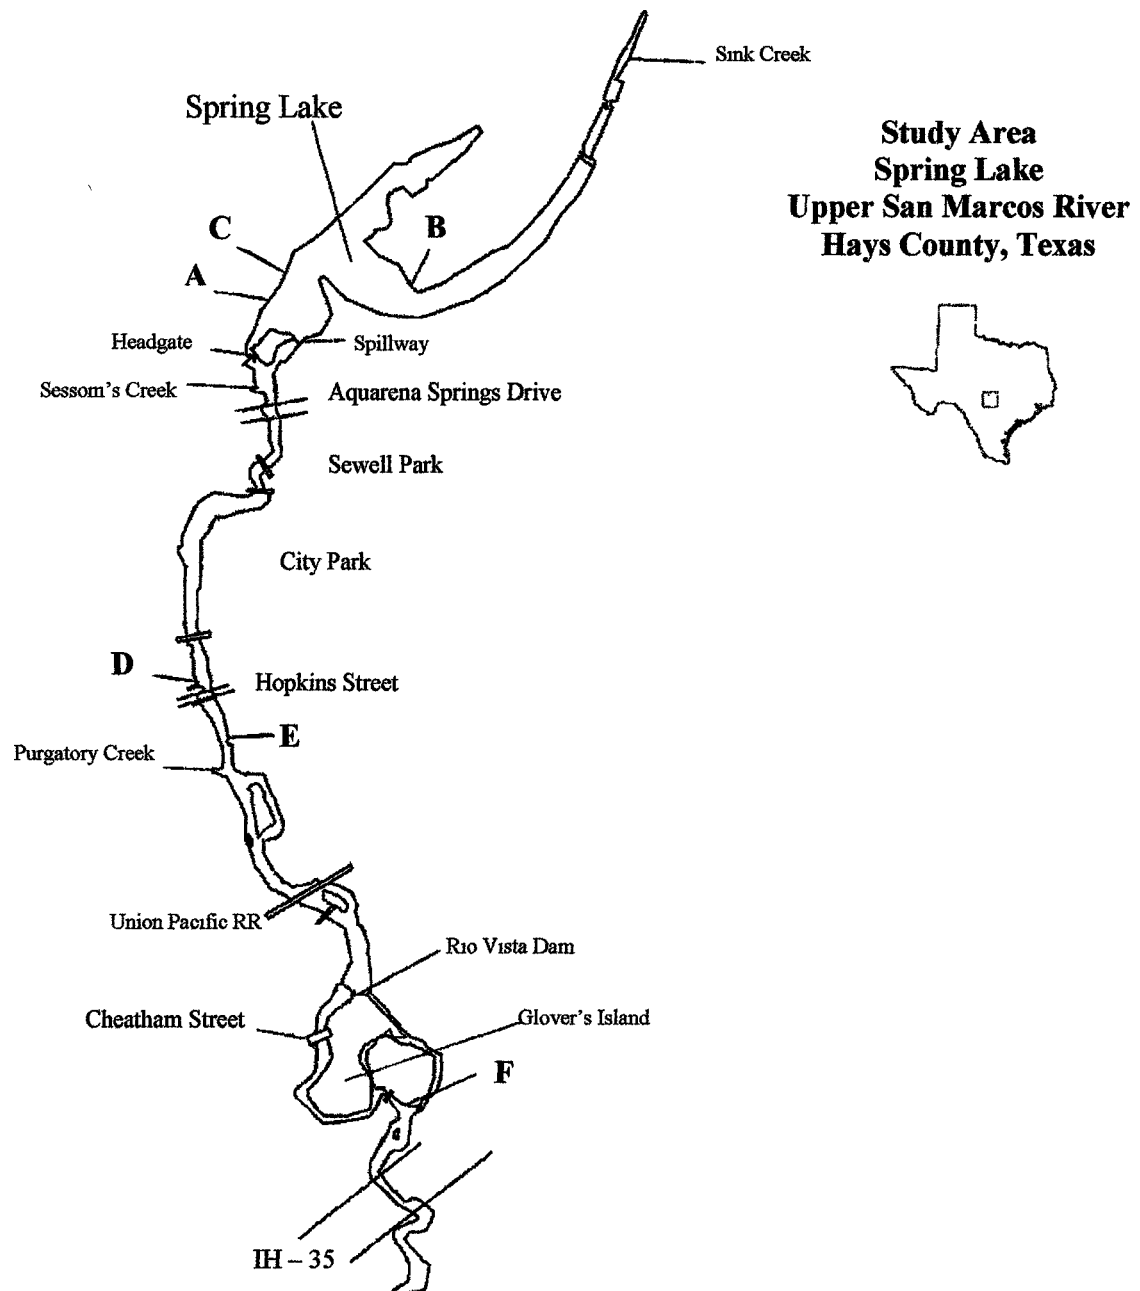 Sink Creek
Spring Lake
Study Area
Spring Lake
Upper San Marcos River
Hays County, Texas
B
C
A
Headgate
Spillway
Sessom's Creek
Aquarena Springs Drive
Sewell Park
City Park
D
Hopkins Street
E
Purgatory Creek
Union Pacific RR
Rio Vista Dam
Cheatham Street
Glover's Island
F
IH – 35